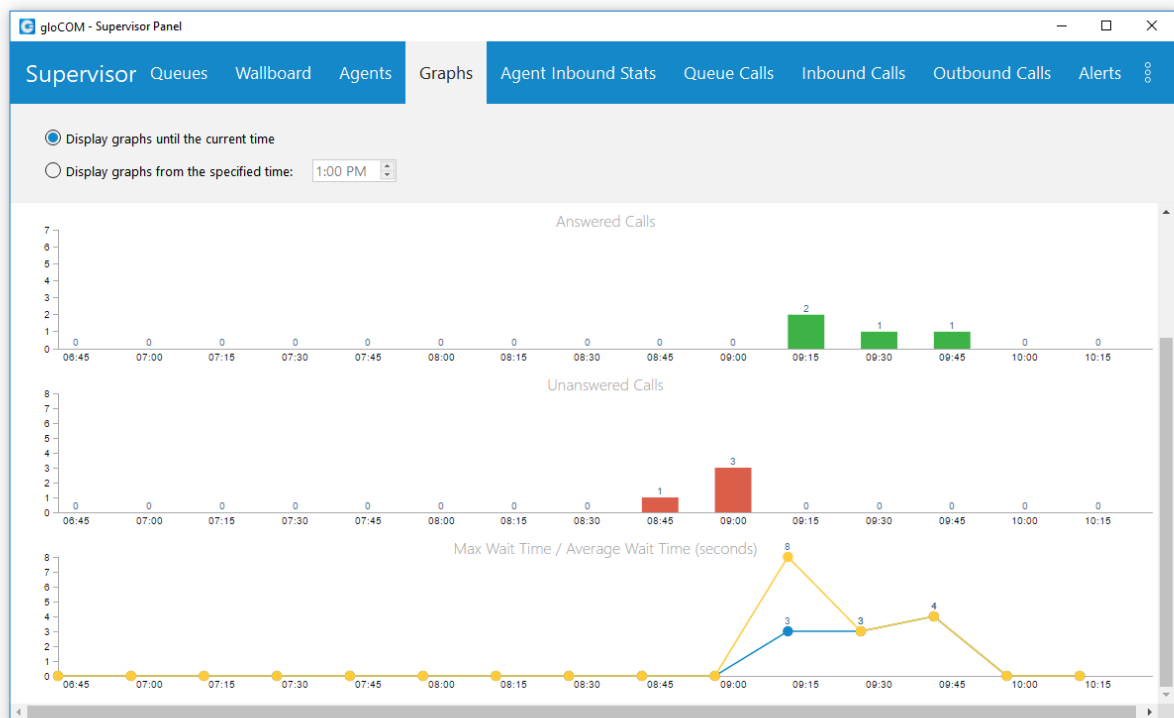 gloCOM - Supervisor Panel
Supervisor Queues Wallboard Agents Graphs Agent Inbound Stats Queue Calls Inbound Calls Outbound Calls Alerts
Display graphs until the current time
Display graphs from the specified time: 1:00 PM
Answered Calls
7
6
5
4
3
2
1
0
0 0 0 0 0 0 0 0 0 0 2 1 1 0 0
06:45 07:00 07:15 07:30 07:45 08:00 08:15 08:30 08:45 09:00 09:15 09:30 09:45 10:00 10:15
Unanswered Calls
8
7
6
5
4
3
2
1
0
0 0 0 0 0 0 0 0 1 3 0 0 0 0 0
06:45 07:00 07:15 07:30 07:45 08:00 08:15 08:30 08:45 09:00 09:15 09:30 09:45 10:00 10:15
Max Wait Time / Average Wait Time (seconds)
8
7
6
5
4
3
2
1
0
8
3 3 4
06:45 07:00 07:15 07:30 07:45 08:00 08:15 08:30 08:45 09:00 09:15 09:30 09:45 10:00 10:15